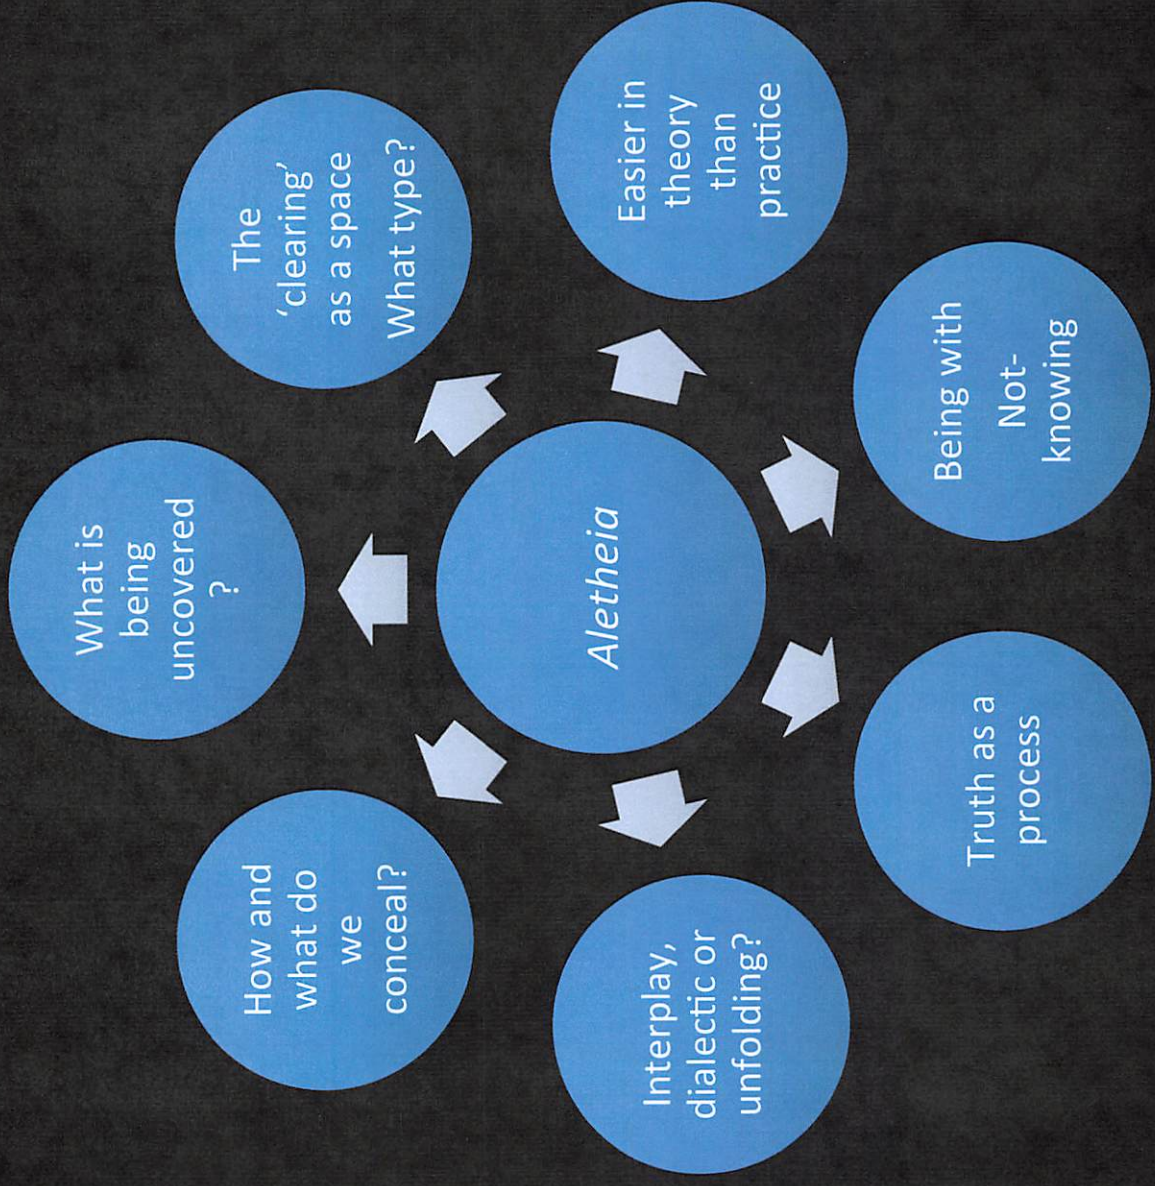 Aletheia
What is
being
uncovered
?
The
‘clearing’
as a space
What type?
Easier in
theory
than
practice
Being with
Not-
knowing
Truth as a
process
Interplay,
dialectic or
unfolding?
How and
what do
we
conceal?